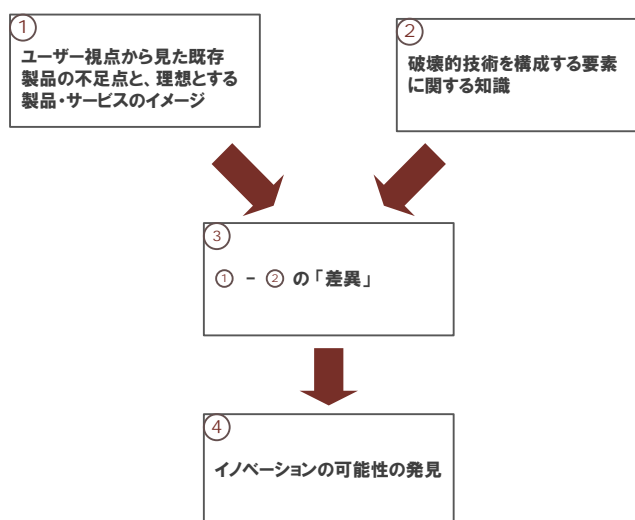 ①
ユーザー視点から見た既存
製品の不足点と、理想とする
製品・サービスのイメージ
②
破壊的技術を構成する要素
に関する知識
③
① － ② の「差異」
④
イノベーションの可能性の発見